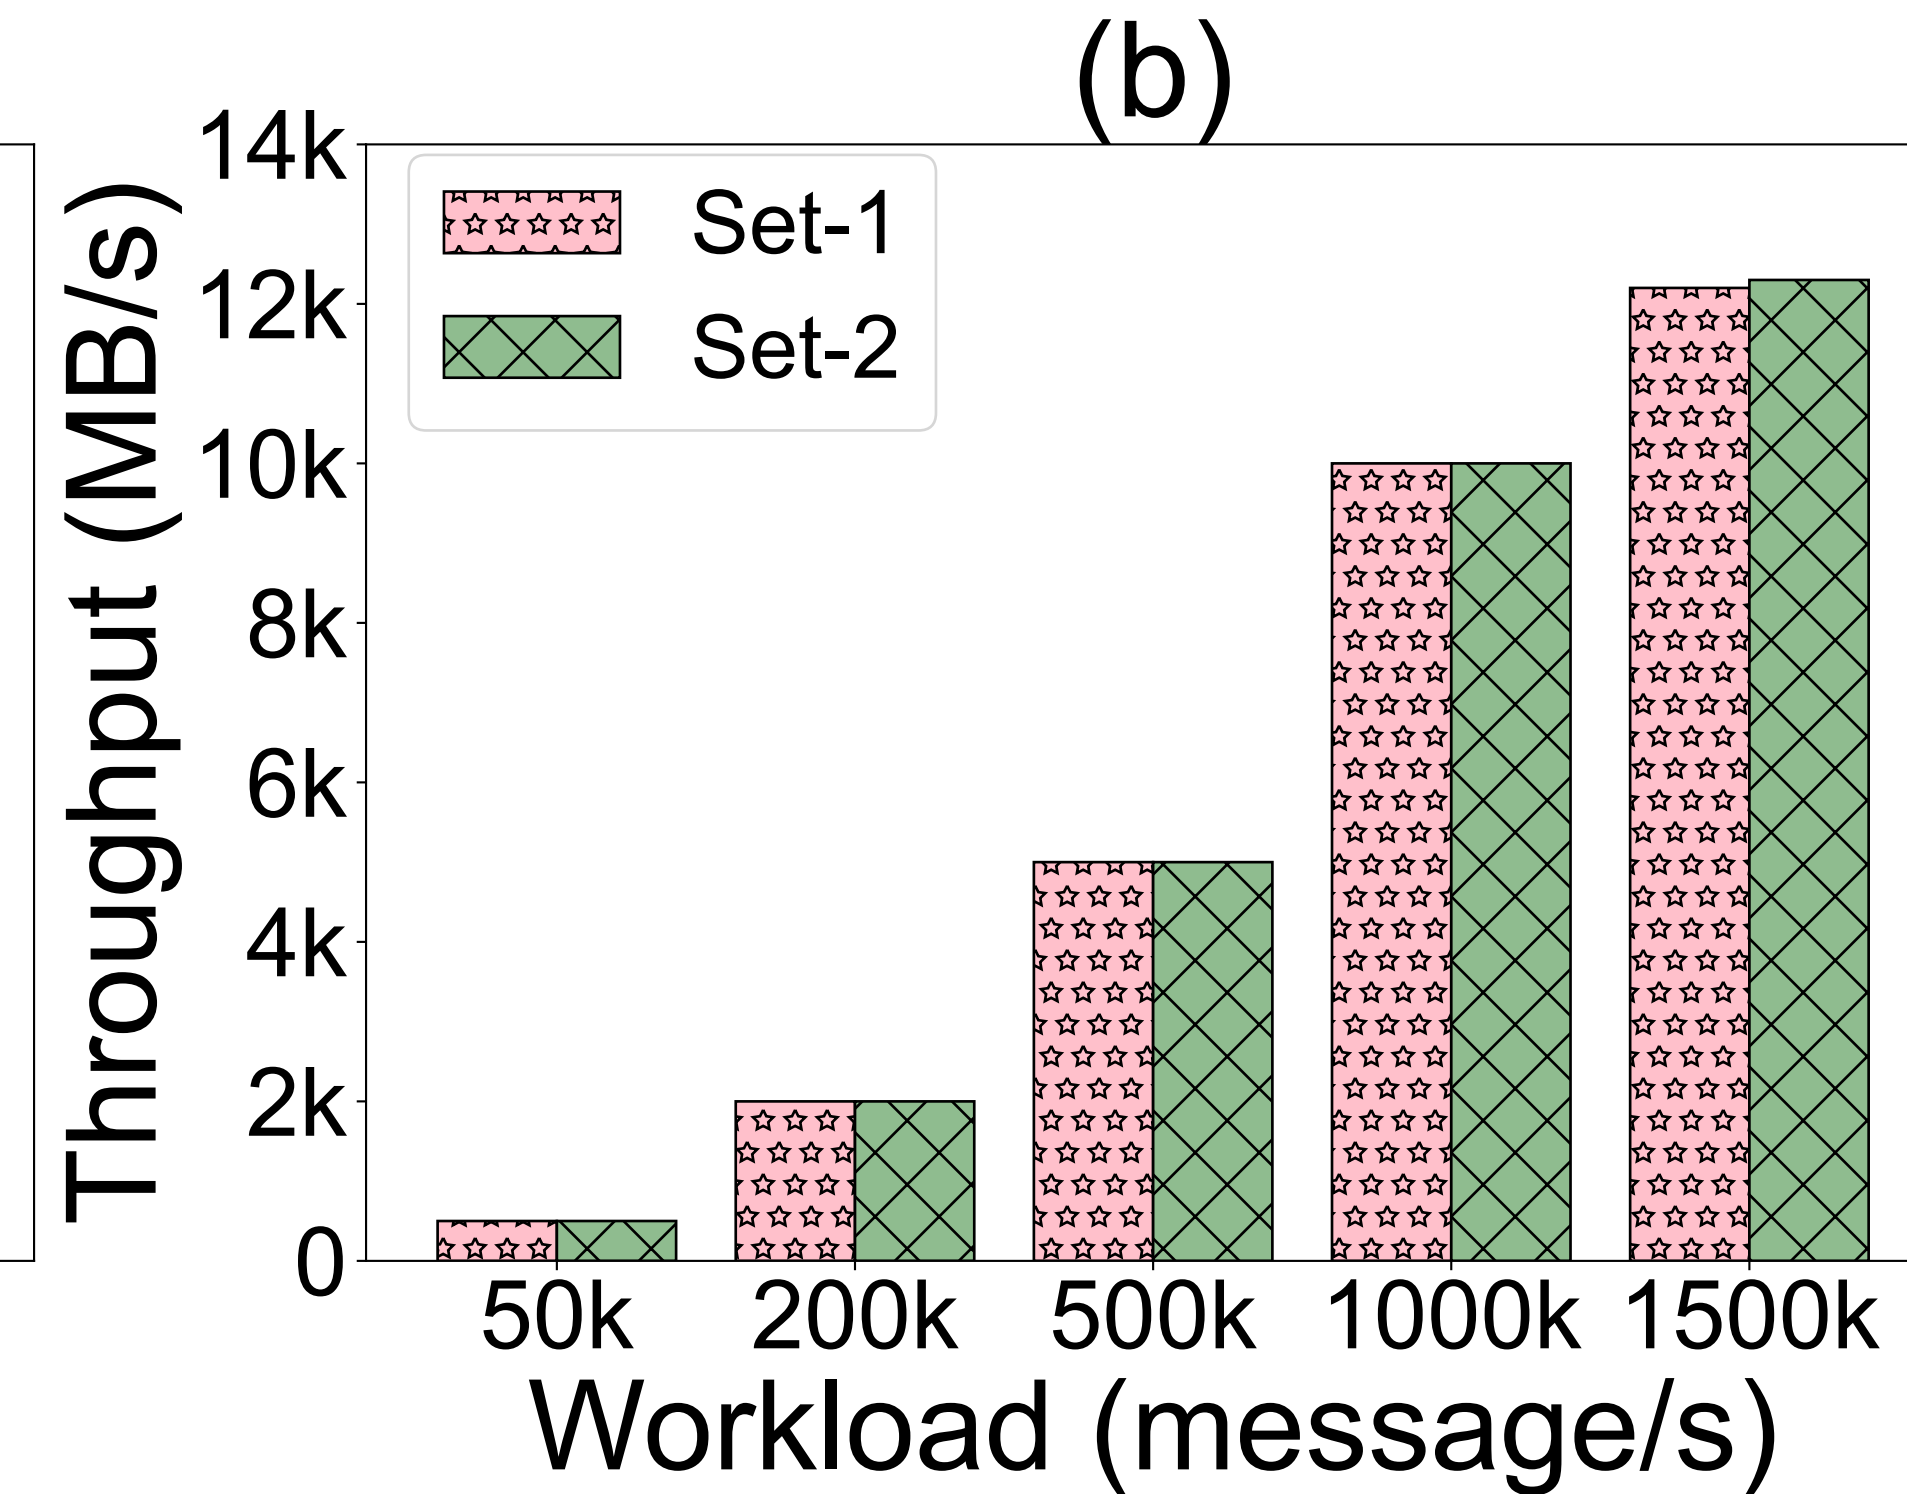 (b)
Throughput (MB/s)
14k
12k
10k
8k
6k
4k
2k
0
Set-1
Set-2
50k 200k 500k 1000k 1500k
Workload (message/s)